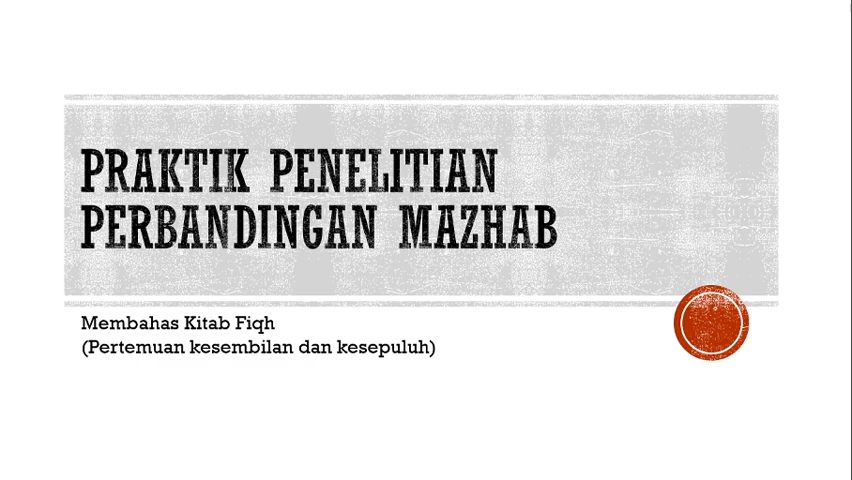 PRAKTIK PENELITIAN
PERBANDINGAN MAZHAB
Membahas Kitab Fiqh
(Pertemuan kesembilan dan kesepuluh)